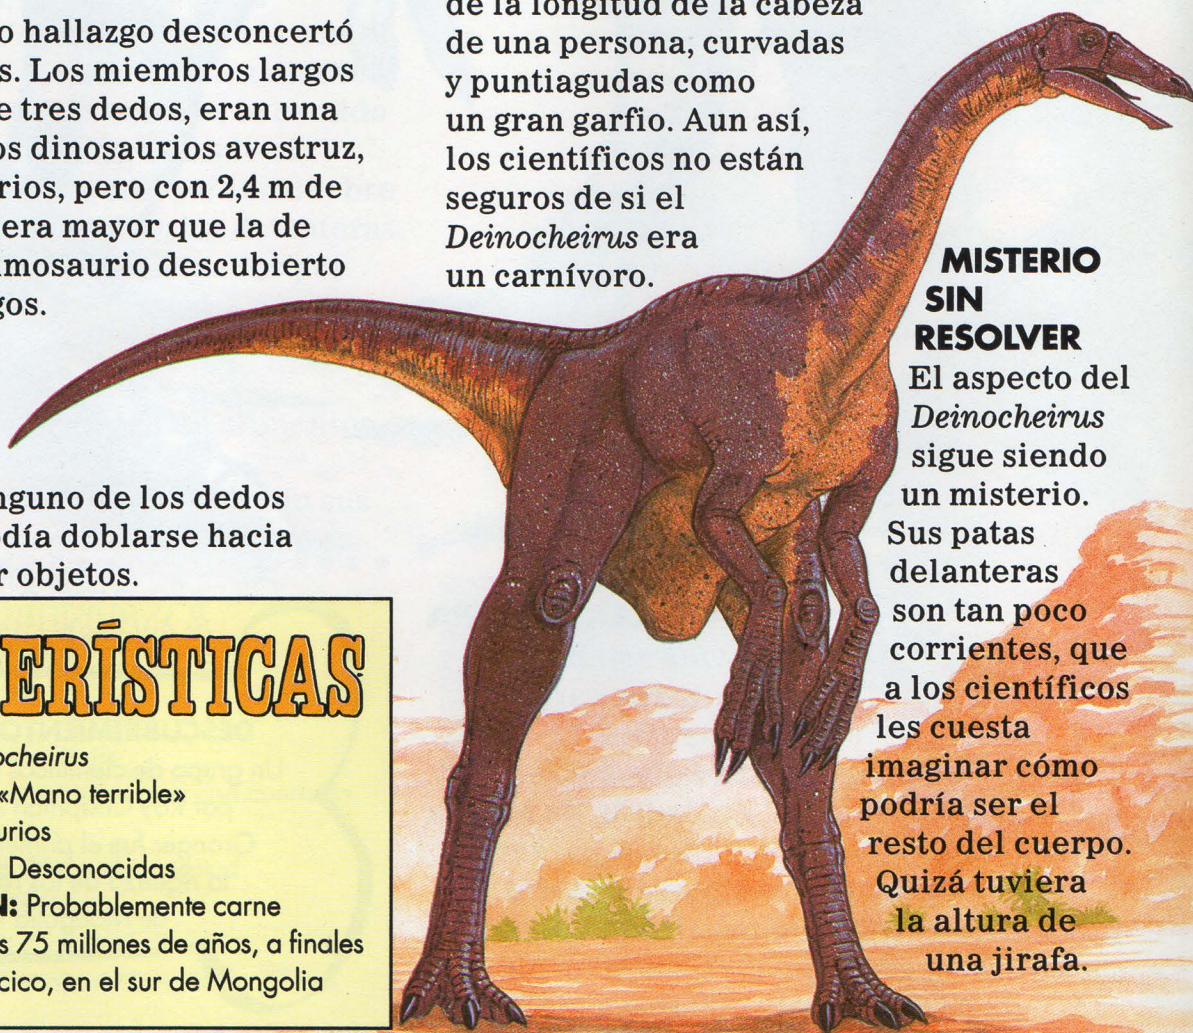 o hallazgo desconcertó
s. Los miembros largos
e tres dedos, eran una
os dinosaurios avestruz,
rios, pero con 2,4 m de
era mayor que la de
imosaurio descubierto
gos.
nguno de los dedos
día doblarse hacia
r objetos.
de la longitud de la cabeza
de una persona, curvadas
y puntiagudas como
un gran garfio. Aun así,
los científicos no están
seguros de si el
Deinocheirus era
un carnívoro.
MISTERIO
SIN
RESOLVER
El aspecto del
Deinocheirus
sigue siendo
un misterio.
Sus patas
delanteras
son tan poco
corrientes, que
a los científicos
les cuesta
imaginar cómo
podría ser el
resto del cuerpo.
Quizá tuviera
la altura de
una jirafa.
ERÍSTICAS
ocheirus
«Mano terrible»
urios
Desconocidas
N: Probablemente carne
s 75 millones de años, a finales
cico, en el sur de Mongolia